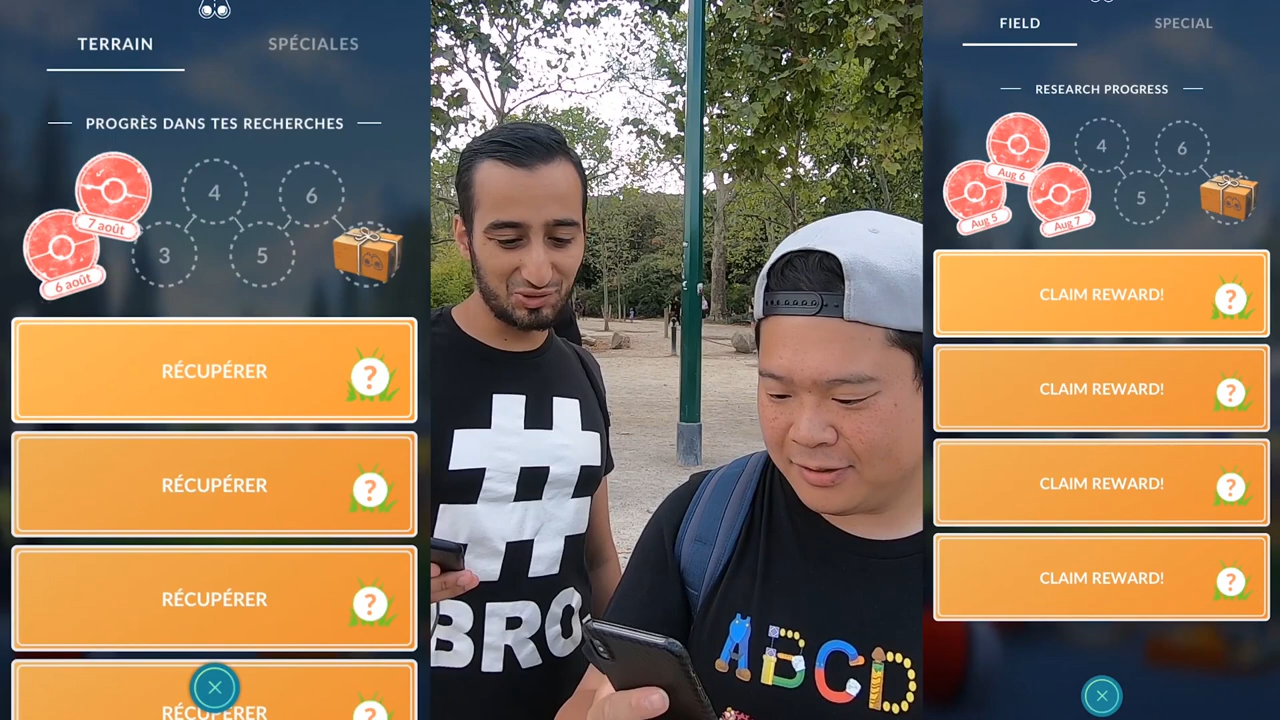 TERRAIN
SPÉCIALES
PROGRÈS DANS TES RECHERCHES
7 août
4
6
6 août
3
5
RÉCUPÉRER
RÉCUPÉRER
RÉCUPÉRER
RÉCUPÉRER
#
BRO
ABCD
FIELD
SPECIAL
RESEARCH PROGRESS
Aug 6
4
6
Aug 5
Aug 7
5
CLAIM REWARD!
?
CLAIM REWARD!
?
CLAIM REWARD!
?
CLAIM REWARD!
?